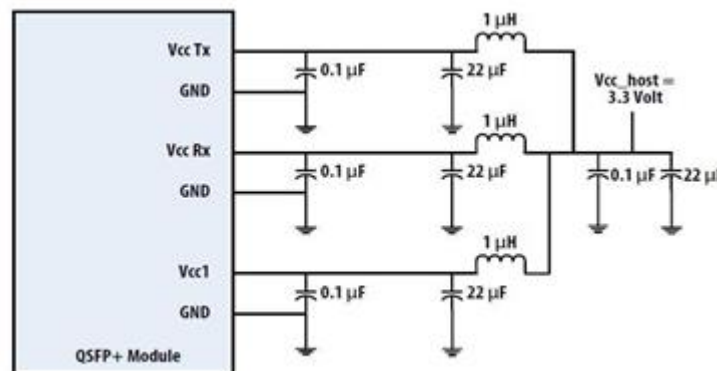 1 µH
Vcc Tx
0.1 µF
22 µF
GND
Vcc_host =
3.3 Volt
1 µH
Vcc Rx
0.1 µF
22 µF
0.1 µF
22 µ
GND
1 µH
Vcc1
0.1 µF
22 µF
GND
QSFP+ Module